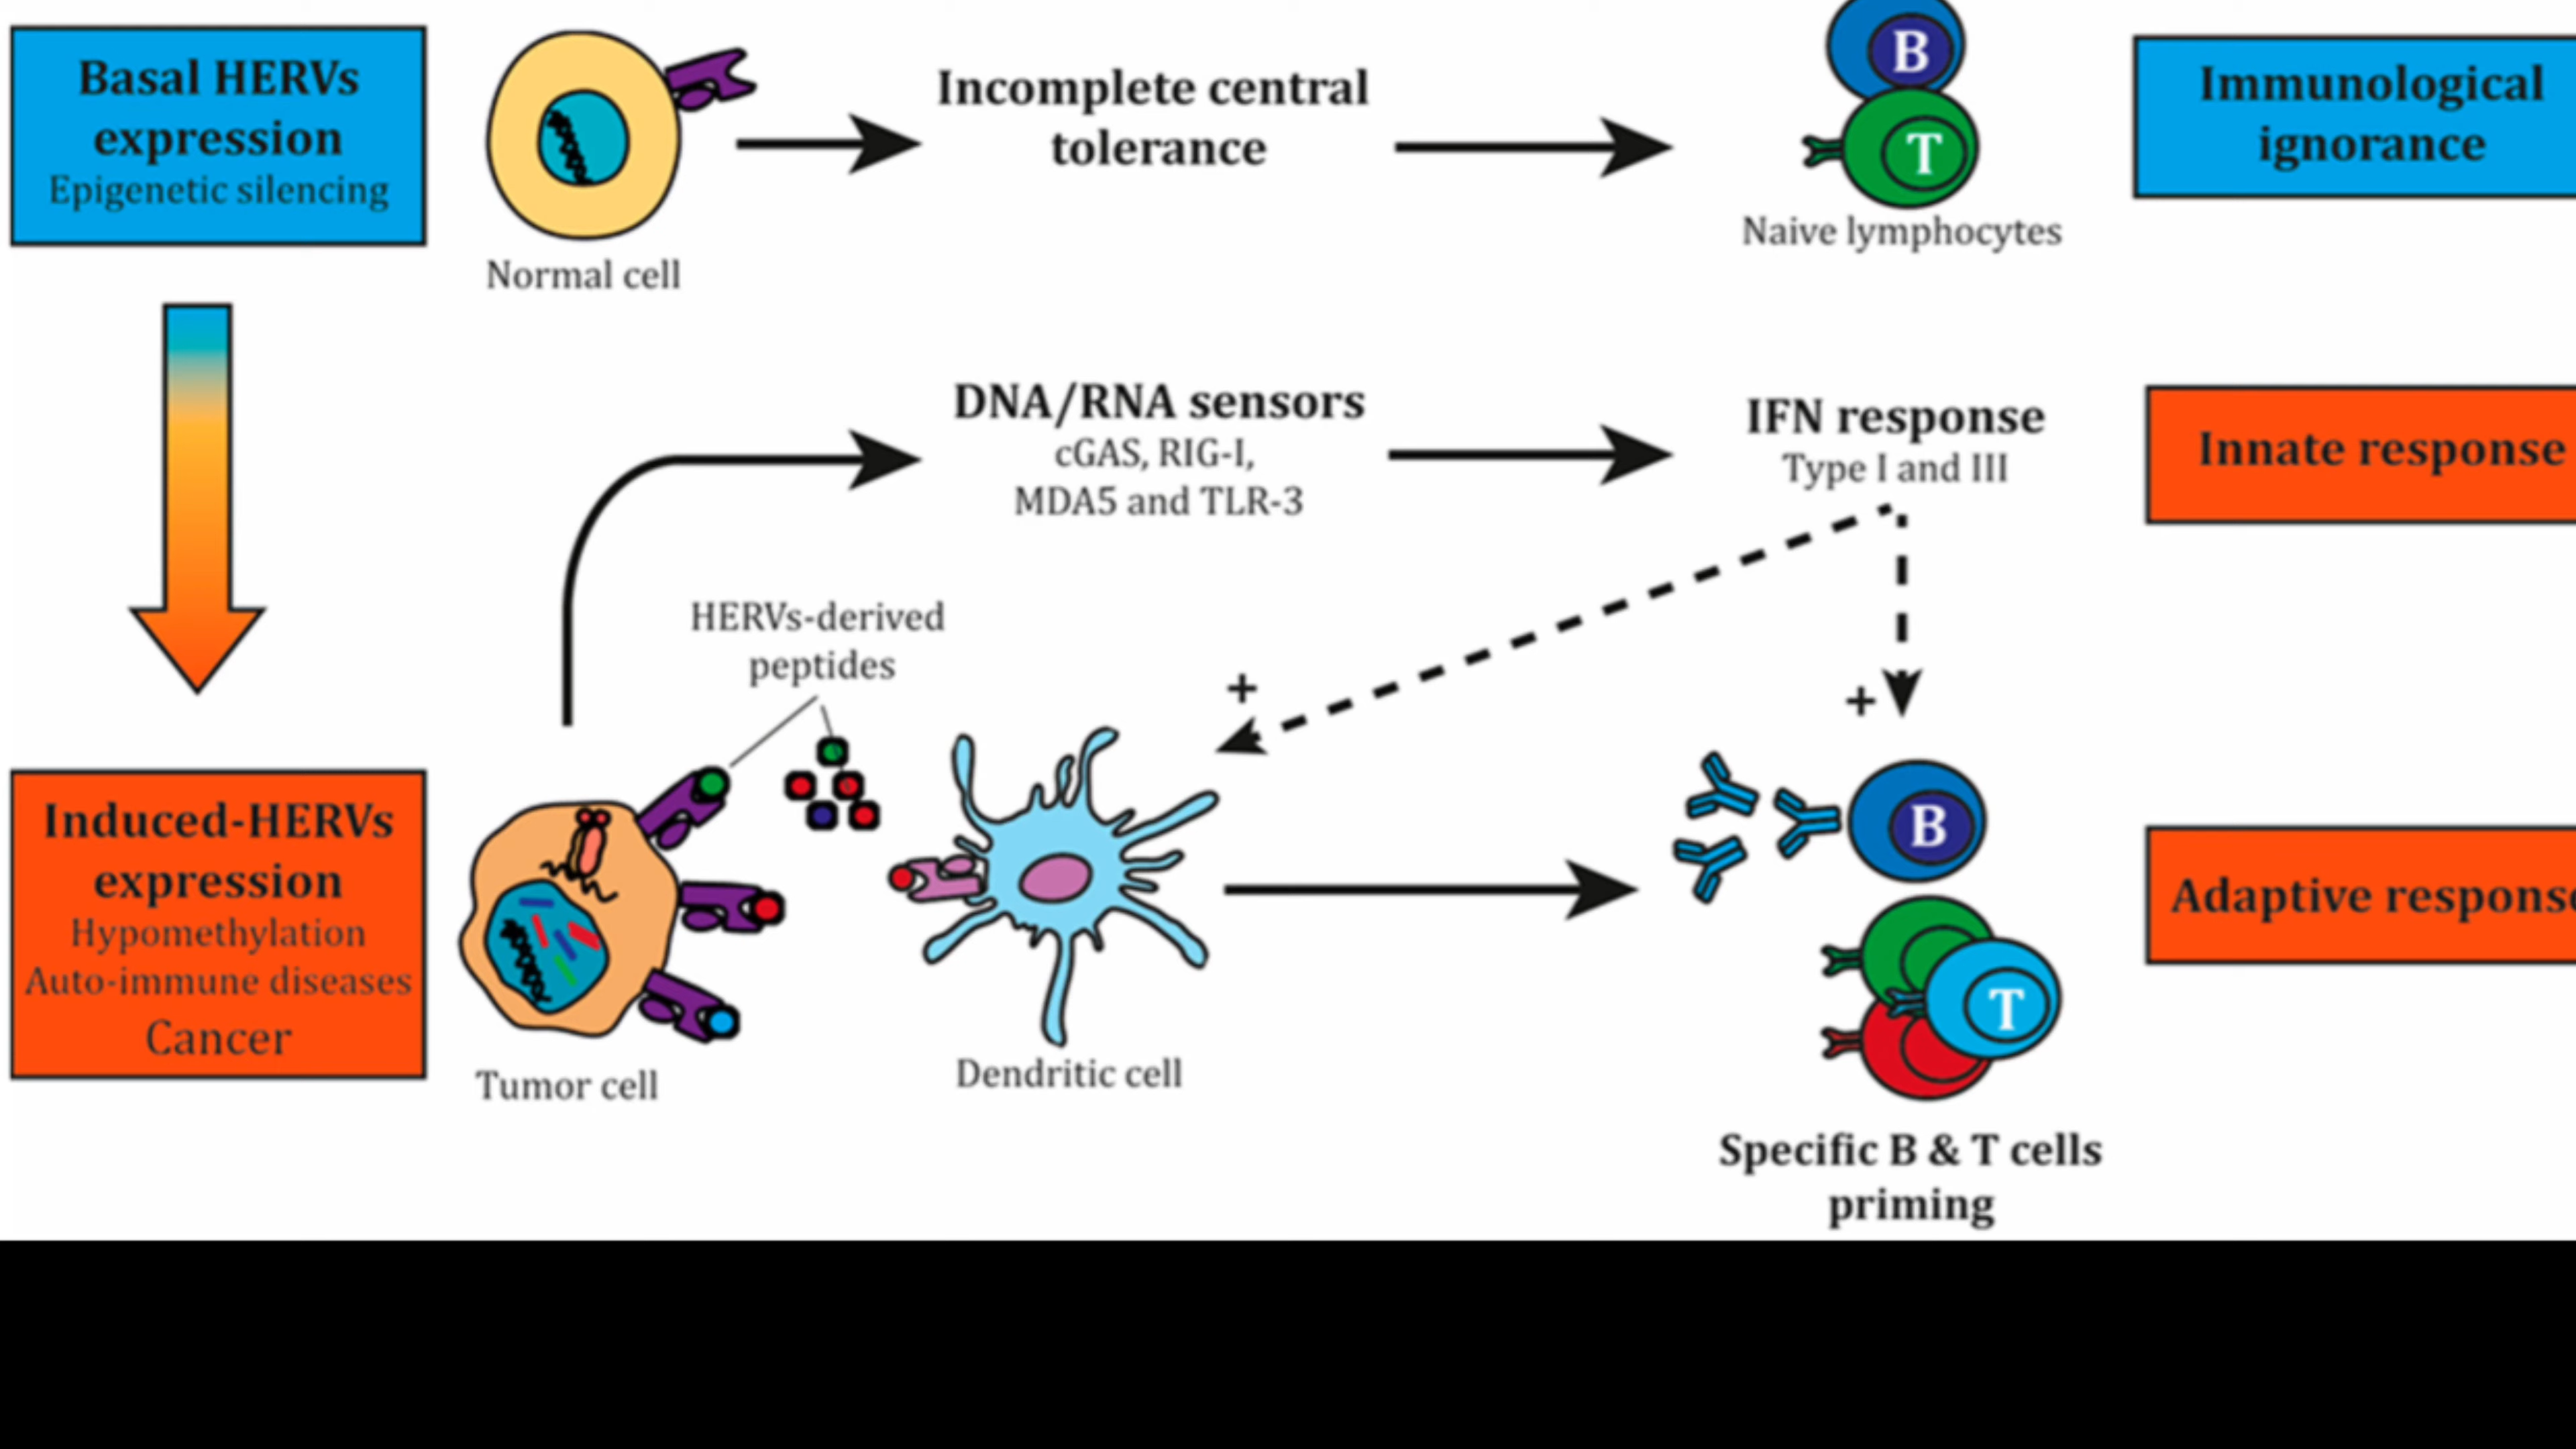 Basal HERVs
expression
Epigenetic silencing
Normal cell
Incomplete central
tolerance
B
T
Naive lymphocytes
Immunological
ignorance
DNA/RNA sensors
cGAS, RIG-I,
MDA5 and TLR-3
IFN response
Type I and III
Innate response
HERVs-derived
peptides
+
+
Induced-HERVs
expression
Hypomethylation
Auto-immune diseases
Cancer
Tumor cell
Dendritic cell
B
T
Specific B & T cells
priming
Adaptive response